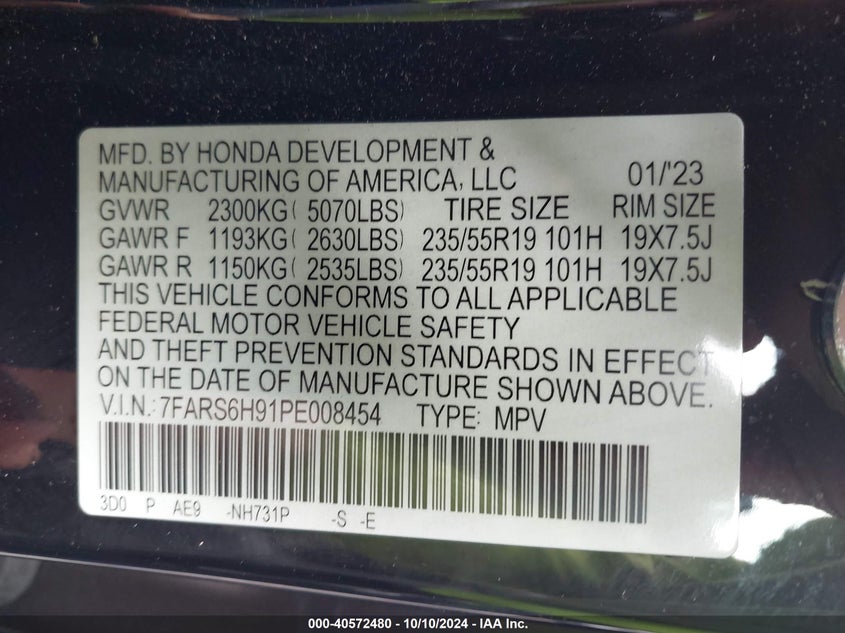 MFD. BY HONDA DEVELOPMENT &
MANUFACTURING OF AMERICA, LLC 01/'23
GVWR 2300KG( 5070LBS) TIRE SIZE RIM SIZE
GAWR F 1193KG( 2630LBS) 235/55R19 101H 19X7.5J
GAWR R 1150KG( 2535LBS) 235/55R19 101H 19X7.5J
THIS VEHICLE CONFORMS TO ALL APPLICABLE
FEDERAL MOTOR VEHICLE SAFETY
AND THEFT PREVENTION STANDARDS IN EFFECT
ON THE DATE OF MANUFACTURE SHOWN ABOVE.
V.I.N.: 7FARS6H91PE008454 TYPE: MPV
3D0 P AE9 -NH731P -S -E
000-40572480 - 10/10/2024 - IAA Inc.